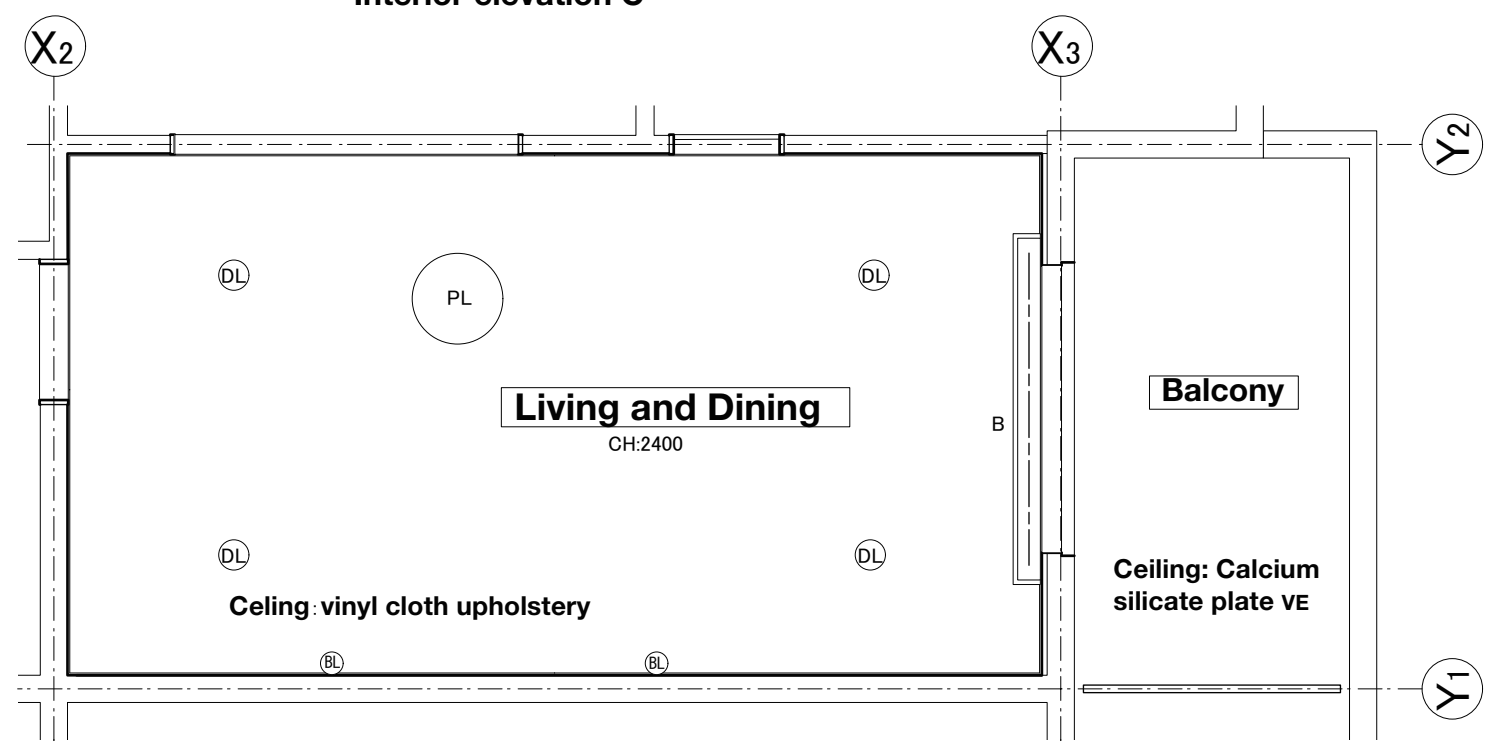 Interior elevation C
X2
X3
Y2
DL
PL
DL
Living and Dining
CH:2400
B
Balcony
DL
DL
Celing:vinyl cloth upholstery
Ceiling: Calcium
silicate plate VE
BL
BL
Y1